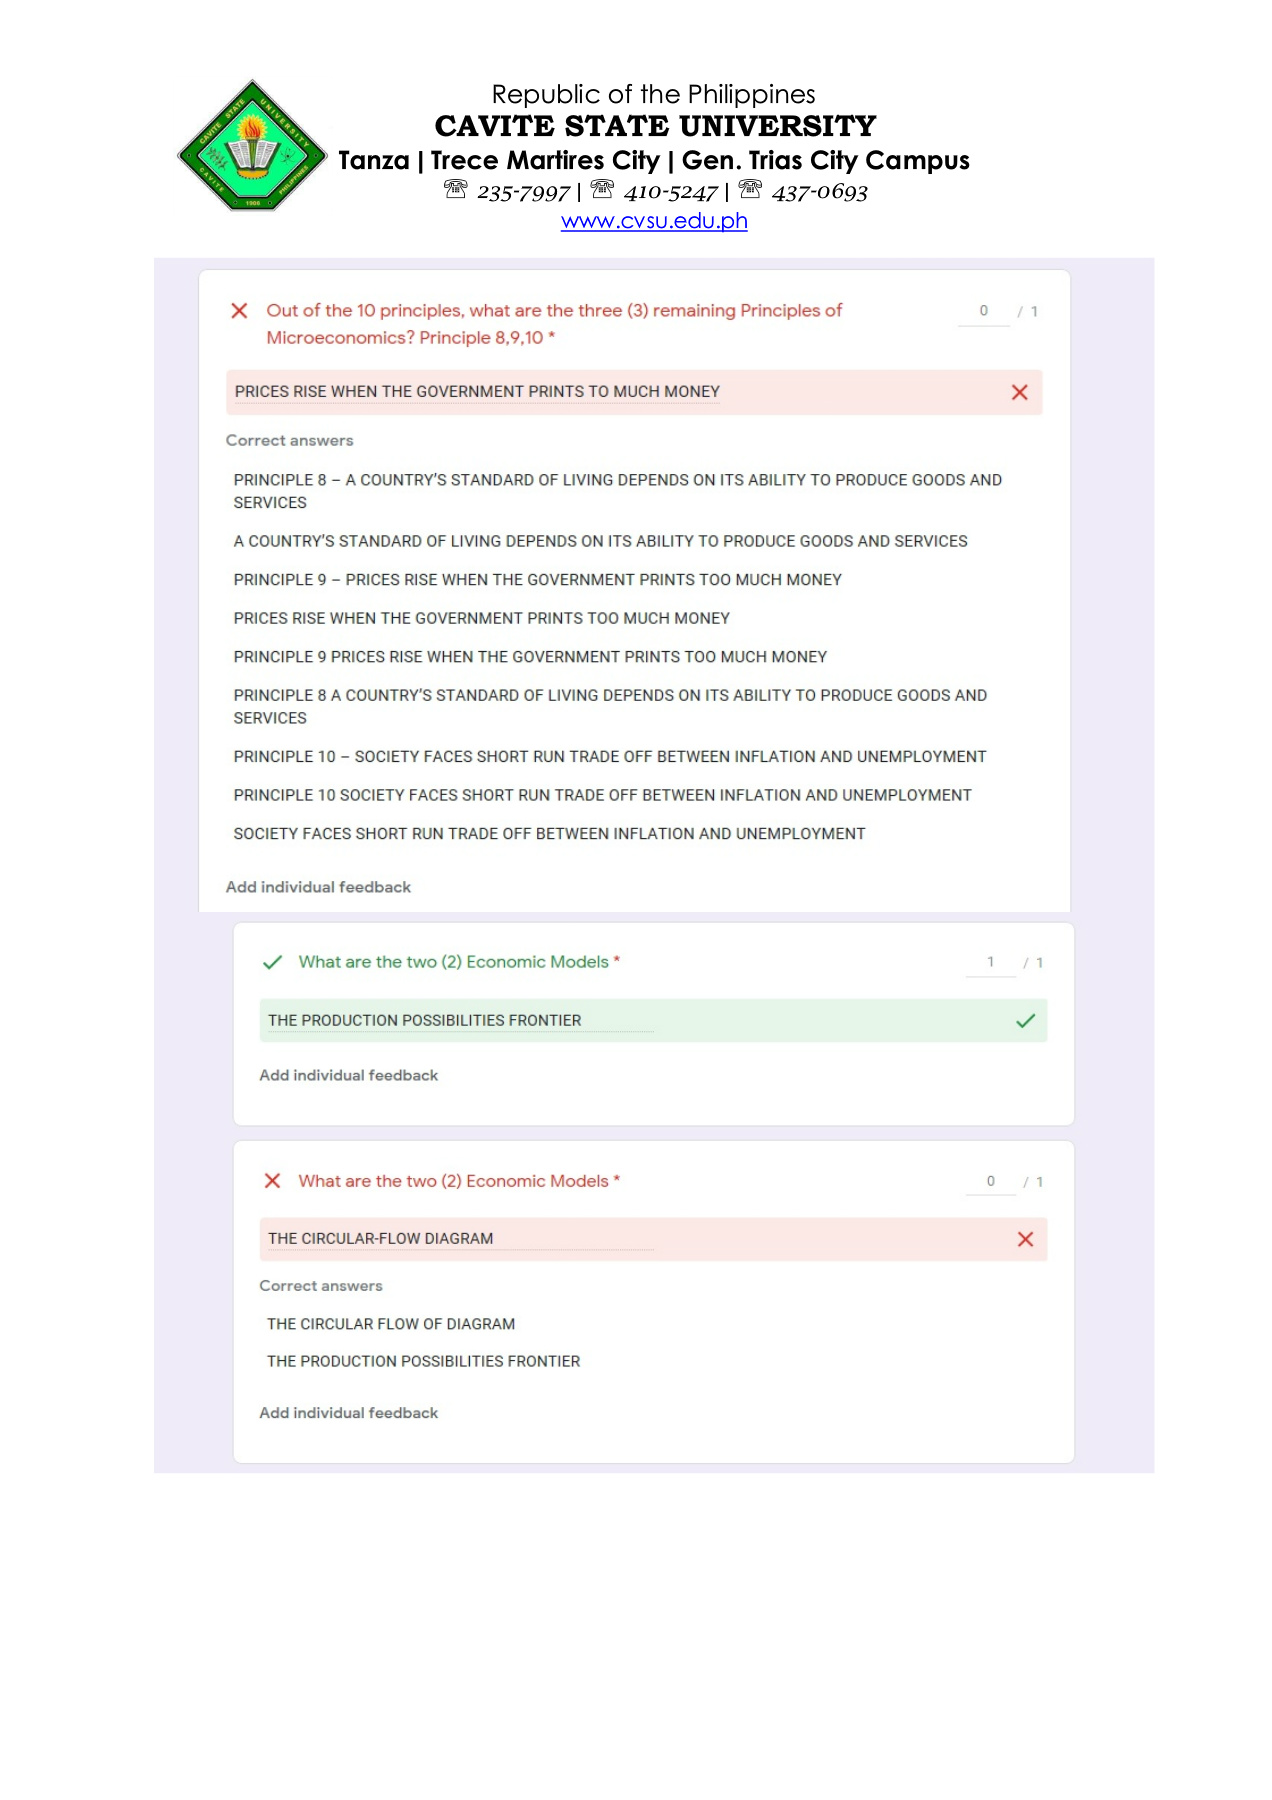 Republic of the Philippines
CAVITE STATE UNIVERSITY
Tanza | Trece Martires City | Gen. Trias City Campus
☏ 235-7997 | ☏ 410-5247 | ☏ 437-0693
www.cvsu.edu.ph
CAVITE STATE UNIVERSITY
CAVITE PHILIPPINES
1906
Out of the 10 principles, what are the three (3) remaining Principles of 0 / 1
Microeconomics? Principle 8,9,10 *
PRICES RISE WHEN THE GOVERNMENT PRINTS TO MUCH MONEY
Correct answers
PRINCIPLE 8 – A COUNTRY'S STANDARD OF LIVING DEPENDS ON ITS ABILITY TO PRODUCE GOODS AND
SERVICES
A COUNTRY'S STANDARD OF LIVING DEPENDS ON ITS ABILITY TO PRODUCE GOODS AND SERVICES
PRINCIPLE 9 – PRICES RISE WHEN THE GOVERNMENT PRINTS TOO MUCH MONEY
PRICES RISE WHEN THE GOVERNMENT PRINTS TOO MUCH MONEY
PRINCIPLE 9 PRICES RISE WHEN THE GOVERNMENT PRINTS TOO MUCH MONEY
PRINCIPLE 8 A COUNTRY'S STANDARD OF LIVING DEPENDS ON ITS ABILITY TO PRODUCE GOODS AND
SERVICES
PRINCIPLE 10 – SOCIETY FACES SHORT RUN TRADE OFF BETWEEN INFLATION AND UNEMPLOYMENT
PRINCIPLE 10 SOCIETY FACES SHORT RUN TRADE OFF BETWEEN INFLATION AND UNEMPLOYMENT
SOCIETY FACES SHORT RUN TRADE OFF BETWEEN INFLATION AND UNEMPLOYMENT
Add individual feedback
What are the two (2) Economic Models * 1 / 1
THE PRODUCTION POSSIBILITIES FRONTIER
Add individual feedback
What are the two (2) Economic Models * 0 / 1
THE CIRCULAR-FLOW DIAGRAM
Correct answers
THE CIRCULAR FLOW OF DIAGRAM
THE PRODUCTION POSSIBILITIES FRONTIER
Add individual feedback